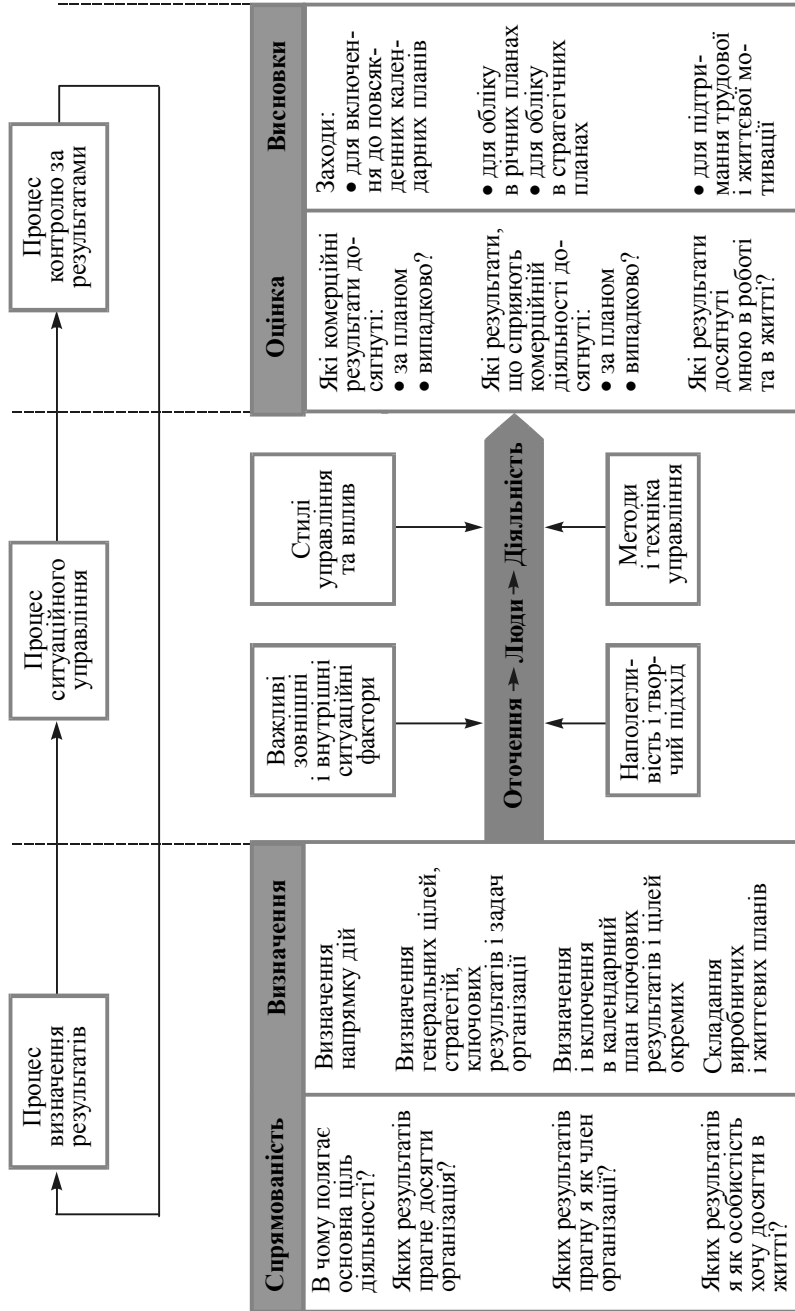 Процес
визначення
результатів
Процес
ситуаційного
управління
Процес
контролю за
результатами
Спрямованість
Визначення
В чому полягає
основна ціль
діяльності?
Визначення
напрямку дій
Яких результатів
прагне досягти
організація?
Визначення
генеральних цілей,
стратегій,
ключових
результатів і задач
організації
Яких результатів
прагну я як член
організації?
Визначення
і включення
в календарний
план ключових
результатів і цілей
окремих
Яких результатів
я як особистість
хочу досягти в
житті?
Складання
виробничих
і життєвих планів
Важливі
зовнішні
і внутрішні
ситуаційні
фактори
Стилі
управління
та вплив
Оточення Люди Діяльність
Наполегли-
вість і твор-
чий підхід
Методи
і техніка
управління
Оцінка
Висновки
Які комерційні
результати до-
сягнуті:
• за планом
• випадково?
Заходи:
• для включен-
ня до повсяк-
денних кален-
дарних планів
Які результати,
що сприяють
комерційній
діяльності до-
сягнуті:
• за планом
• випадково?
• для обліку
в річних планах
• для обліку
в стратегічних
планах
Які результати
досягнуті
мною в роботі
та в житті?
• для підтри-
мання трудової
і життєвої мо-
тивації